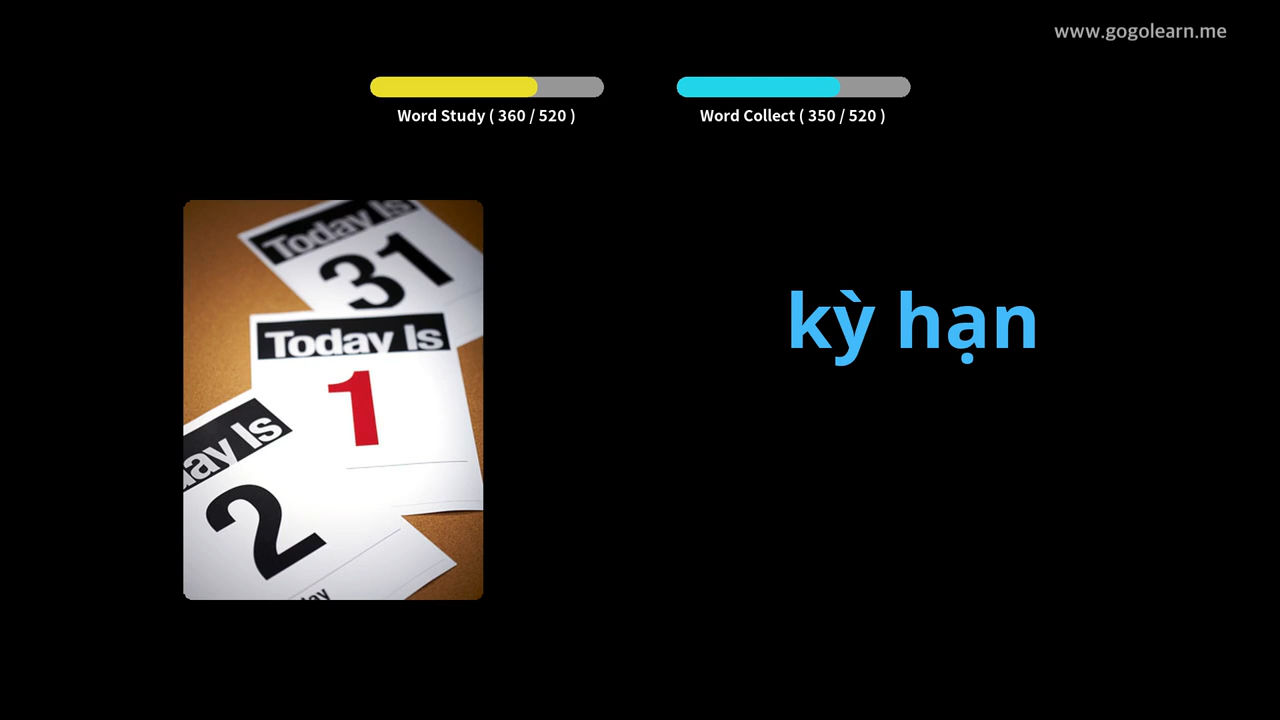 www.gogolearn.me
Word Study ( 360 / 520 )
Word Collect ( 350 / 520 )
Today Is
31
Today Is
1
ay Is
2
ay
kỳ hạn